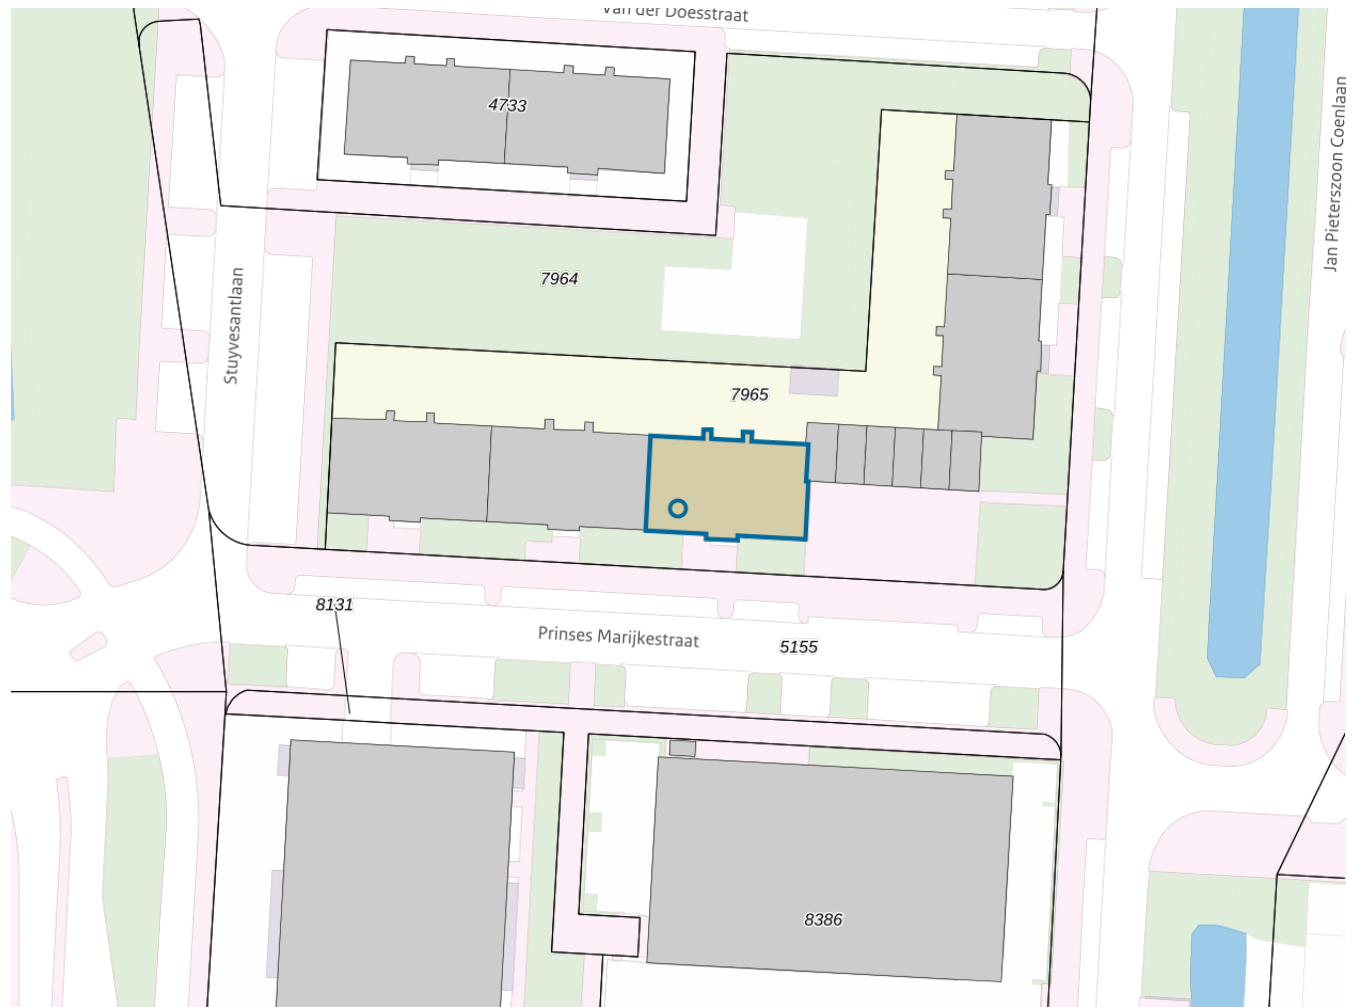 Van der Doesstraat
4733
Jan Pieterszoon Coenlaan
7964
Stuyvesantlaan
7965
8131
Prinses Marijkestraat
5155
8386